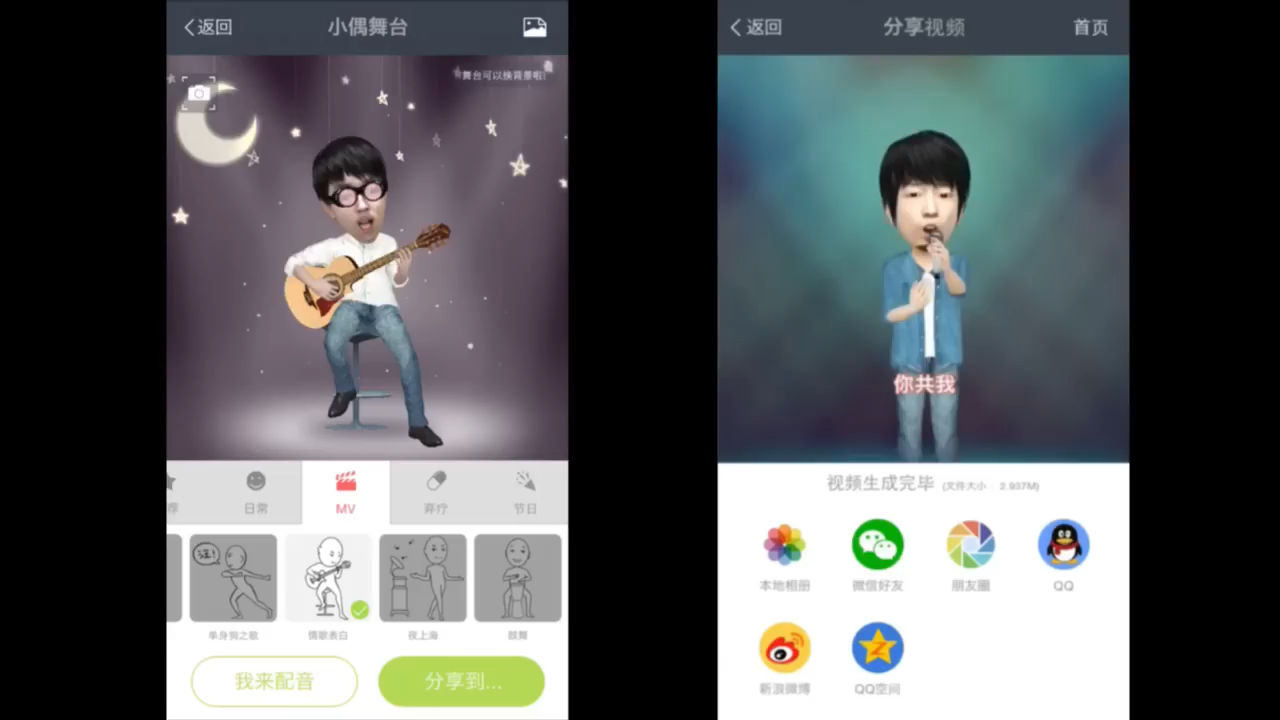 返回
小偶舞台
舞台可以换背景啦!
荐
日常
MV
弃疗
节日
汪!
单身狗之歌
情歌表白
夜上海
鼓舞
我来配音
分享到...
返回
分享视频
首页
你共我
视频生成完毕 (文件大小：2.937M)
本地相册
微信好友
朋友圈
QQ
新浪微博
QQ空间